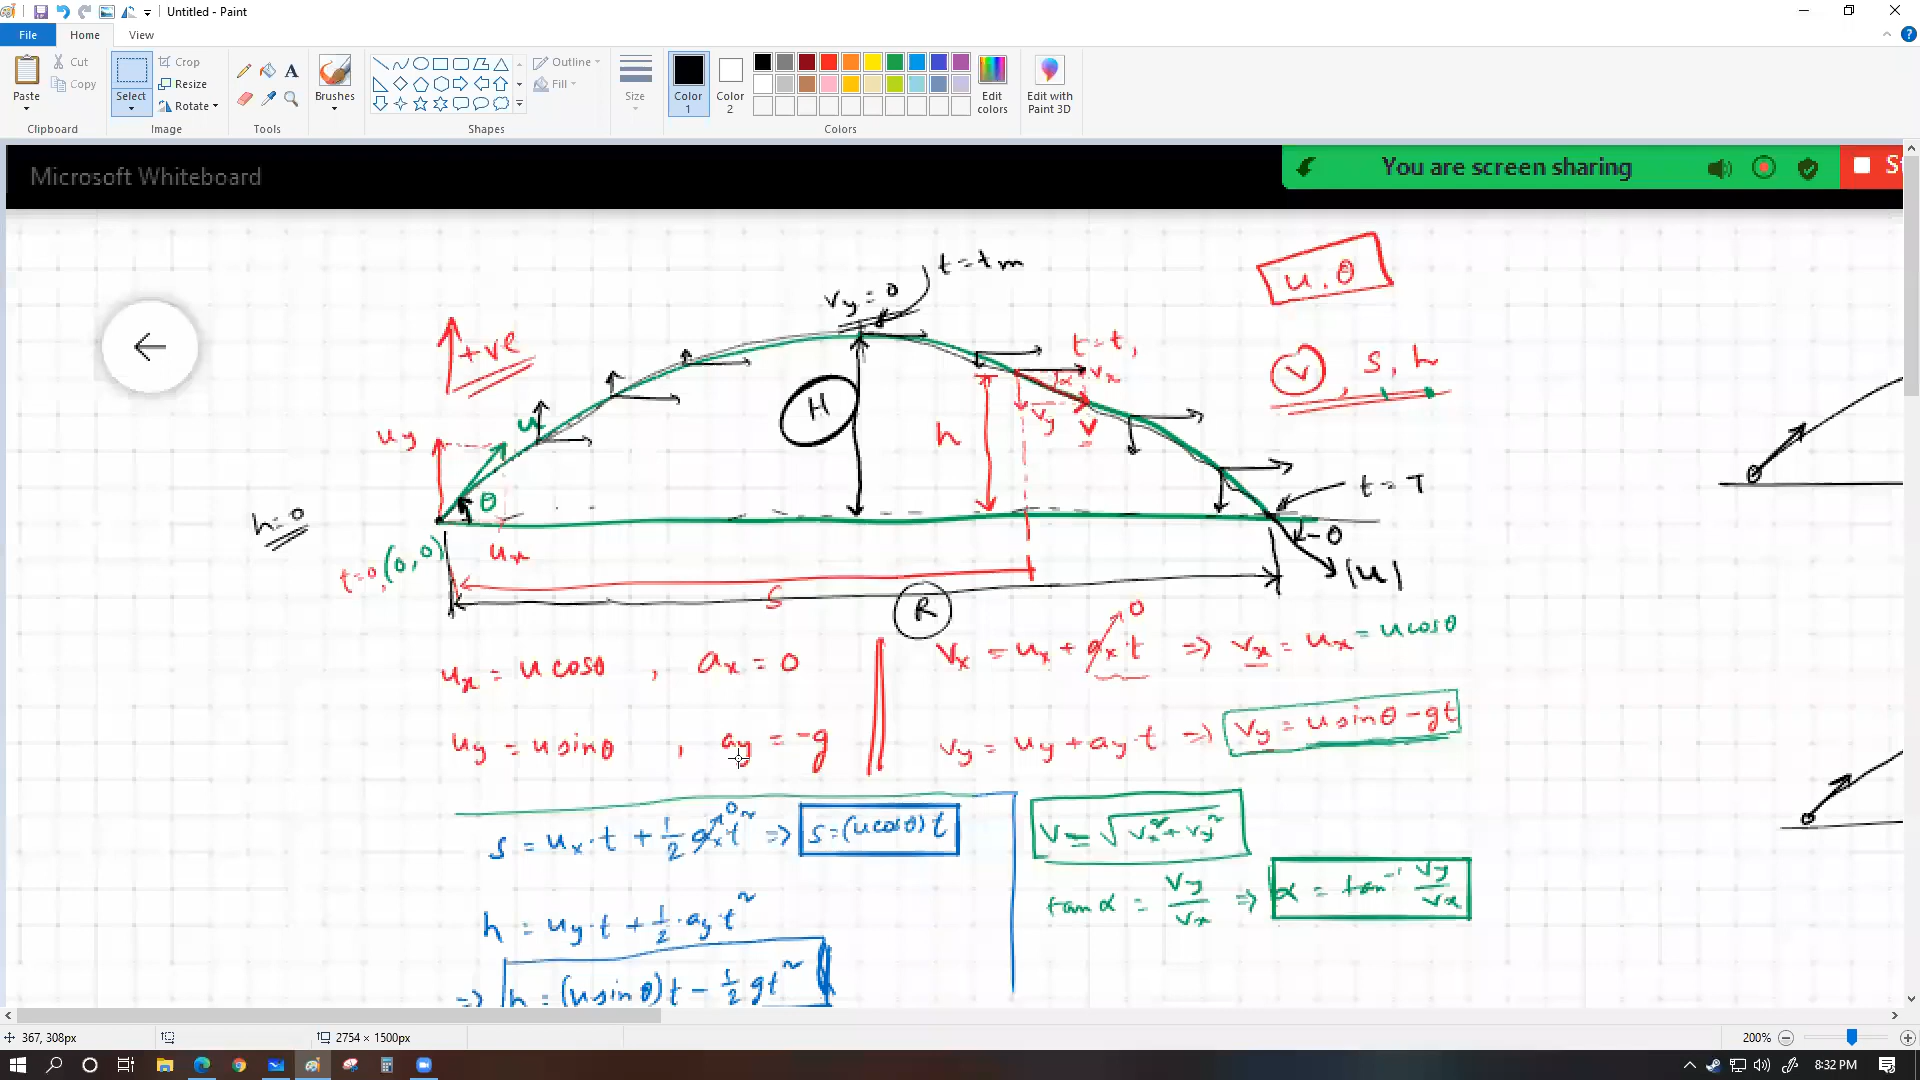 Untitled - Paint
File
Home
View
Paste
Cut
Copy
Clipboard
Select
Crop
Resize
Rotate
Image
Tools
Brushes
Outline
Fill
Shapes
Size
Color 1
Color 2
Edit colors
Colors
Edit with Paint 3D
Microsoft Whiteboard
You are screen sharing
t = tm
Vy = 0
u, θ
+ve
t = t,
V, S, h
α
Vx
Vy
V
H
h
uy
u
θ
h=0
t = T
-θ
|u|
t=0, (0,0)
ux
S
R
ux = u cosθ , ax = 0
Vx = ux + ax·t 0 => Vx = ux = u cosθ
uy = u sinθ , ay = -g
Vy = uy + ay·t => Vy = u sinθ - gt
S = ux·t + 1/2 axt² 0 => S = (u cosθ) t
V = √Vx² + Vy²
tan α = Vy/Vx => α = tan⁻¹ Vy/Vx
h = uy·t + 1/2·ay t²
=> h = (u sinθ)t - 1/2 gt²
367, 308px
2754 × 1500px
200%
8:32 PM